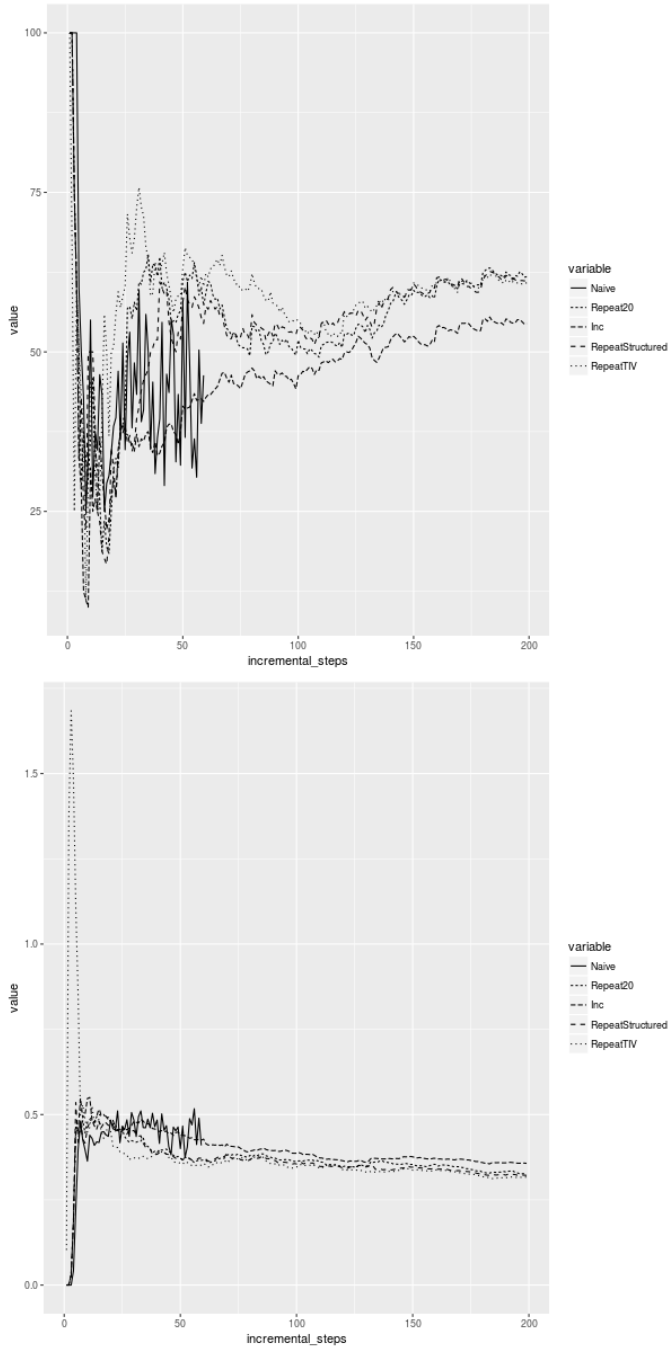 100
75
50
25
value
0
50
100
150
200
incremental_steps
variable
Naive
Repeat20
Inc
RepeatStructured
RepeatTIV
1.5
1.0
0.5
0.0
value
0
50
100
150
200
incremental_steps
variable
Naive
Repeat20
Inc
RepeatStructured
RepeatTIV